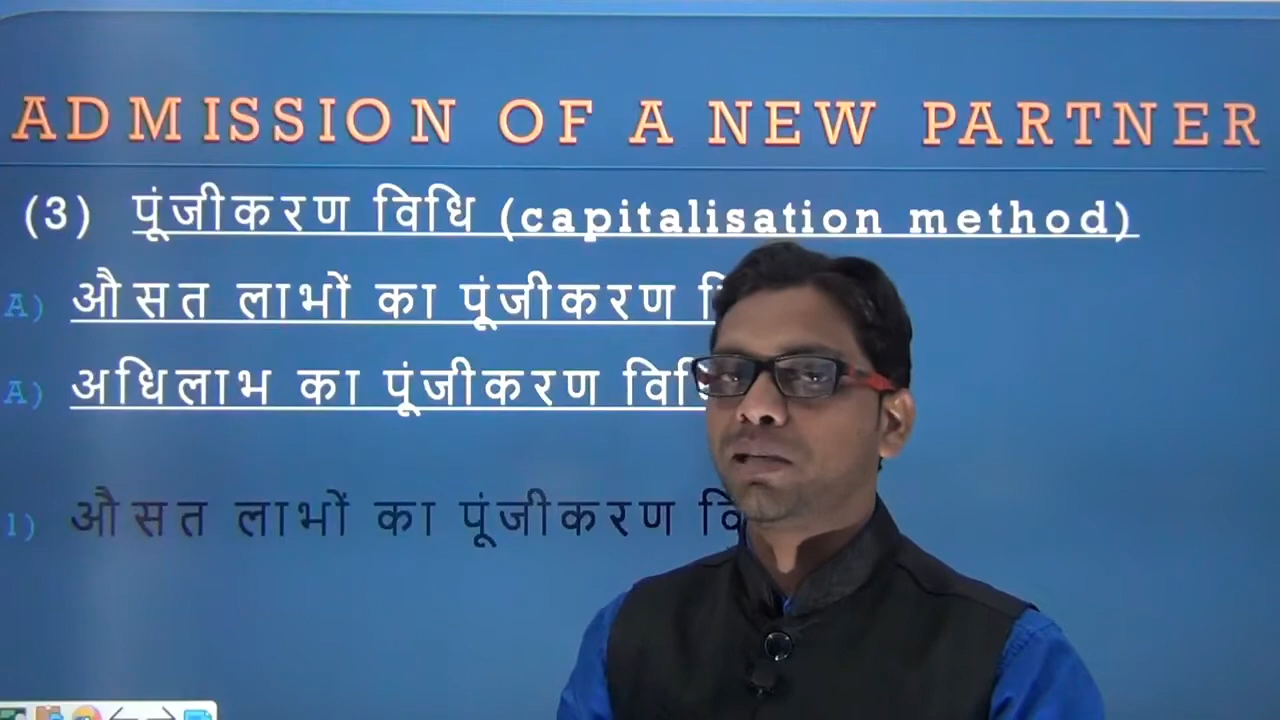 ADMISSION OF A NEW PARTNER
(3) पूंजीकरण विधि (capitalisation method)
A) औसत लाभों का पूंजीकरण
A) अधिलाभ का पूंजीकरण विधि
1) औसत लाभों का पूंजीकरण